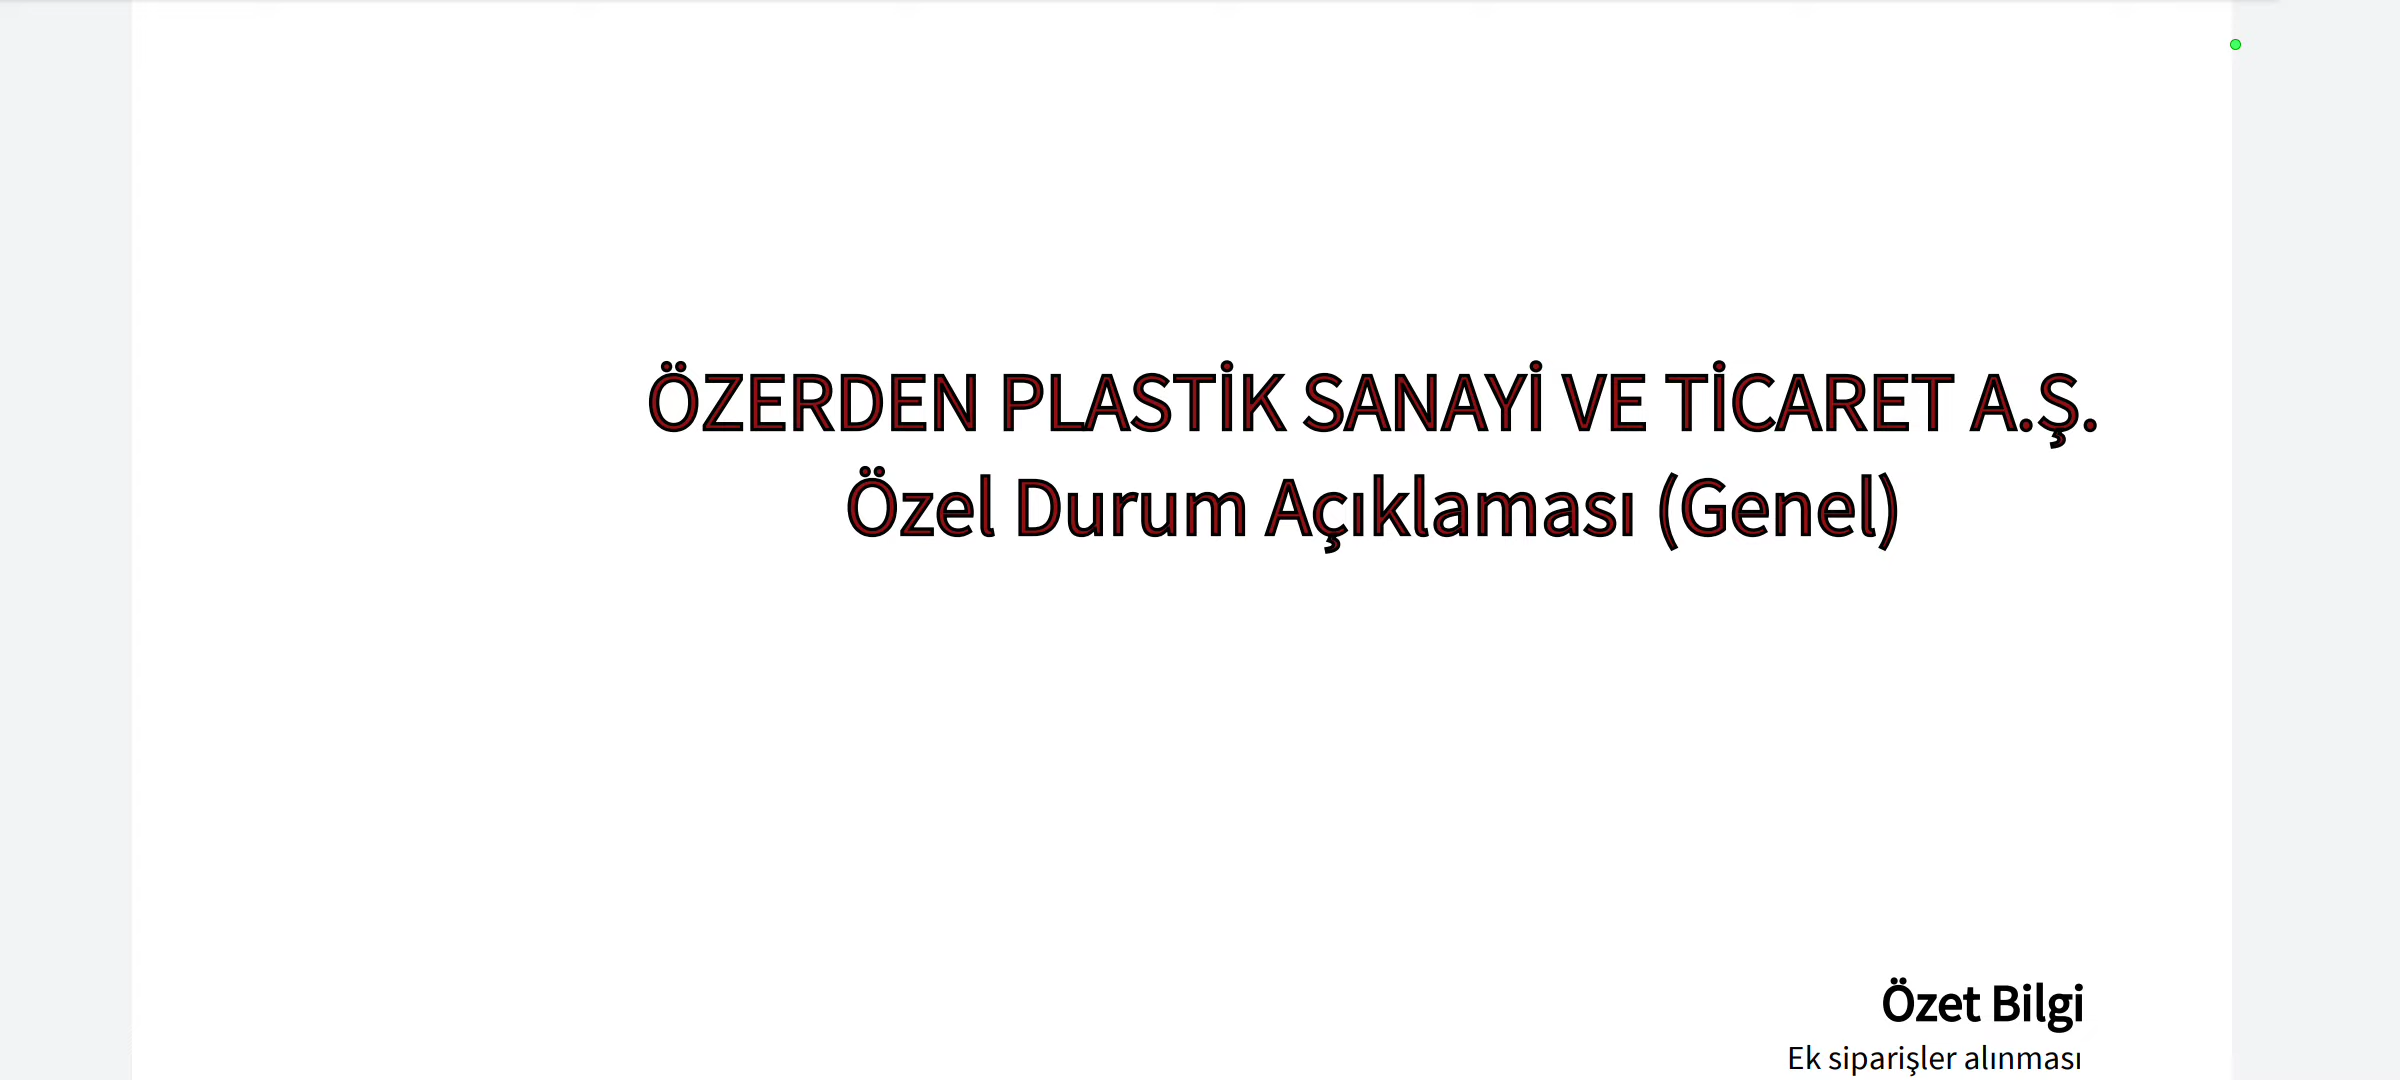 ÖZERDEN PLASTİK SANAYİ VE TİCARET A.Ş.
Özel Durum Açıklaması (Genel)
Özet Bilgi
Ek siparişler alınması